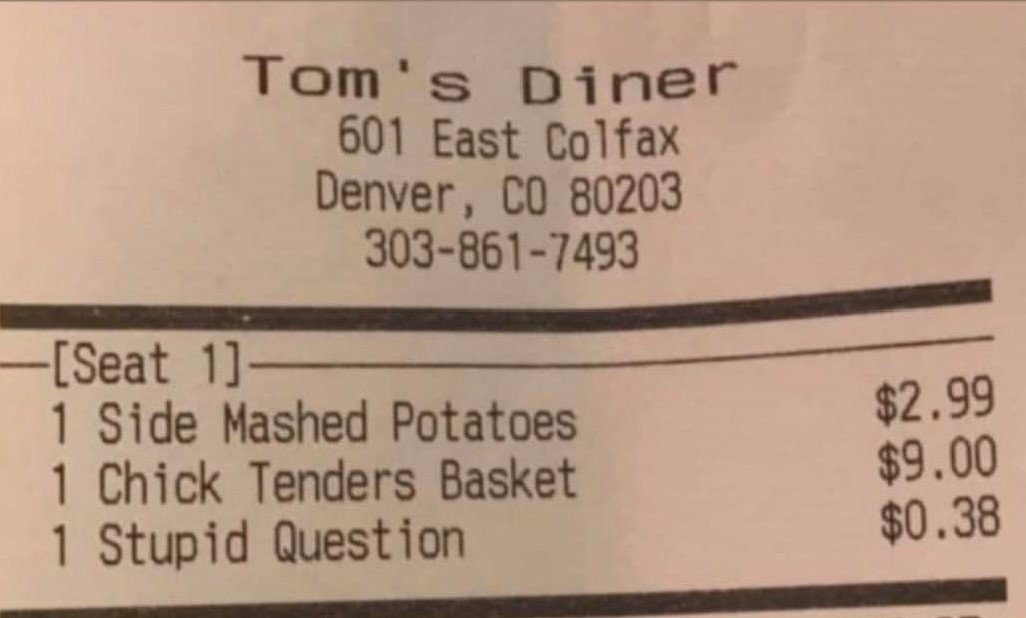 Tom's Diner
601 East Colfax
Denver, CO 80203
303-861-7493
[Seat 1]
1 Side Mashed Potatoes $2.99
1 Chick Tenders Basket $9.00
1 Stupid Question $0.38